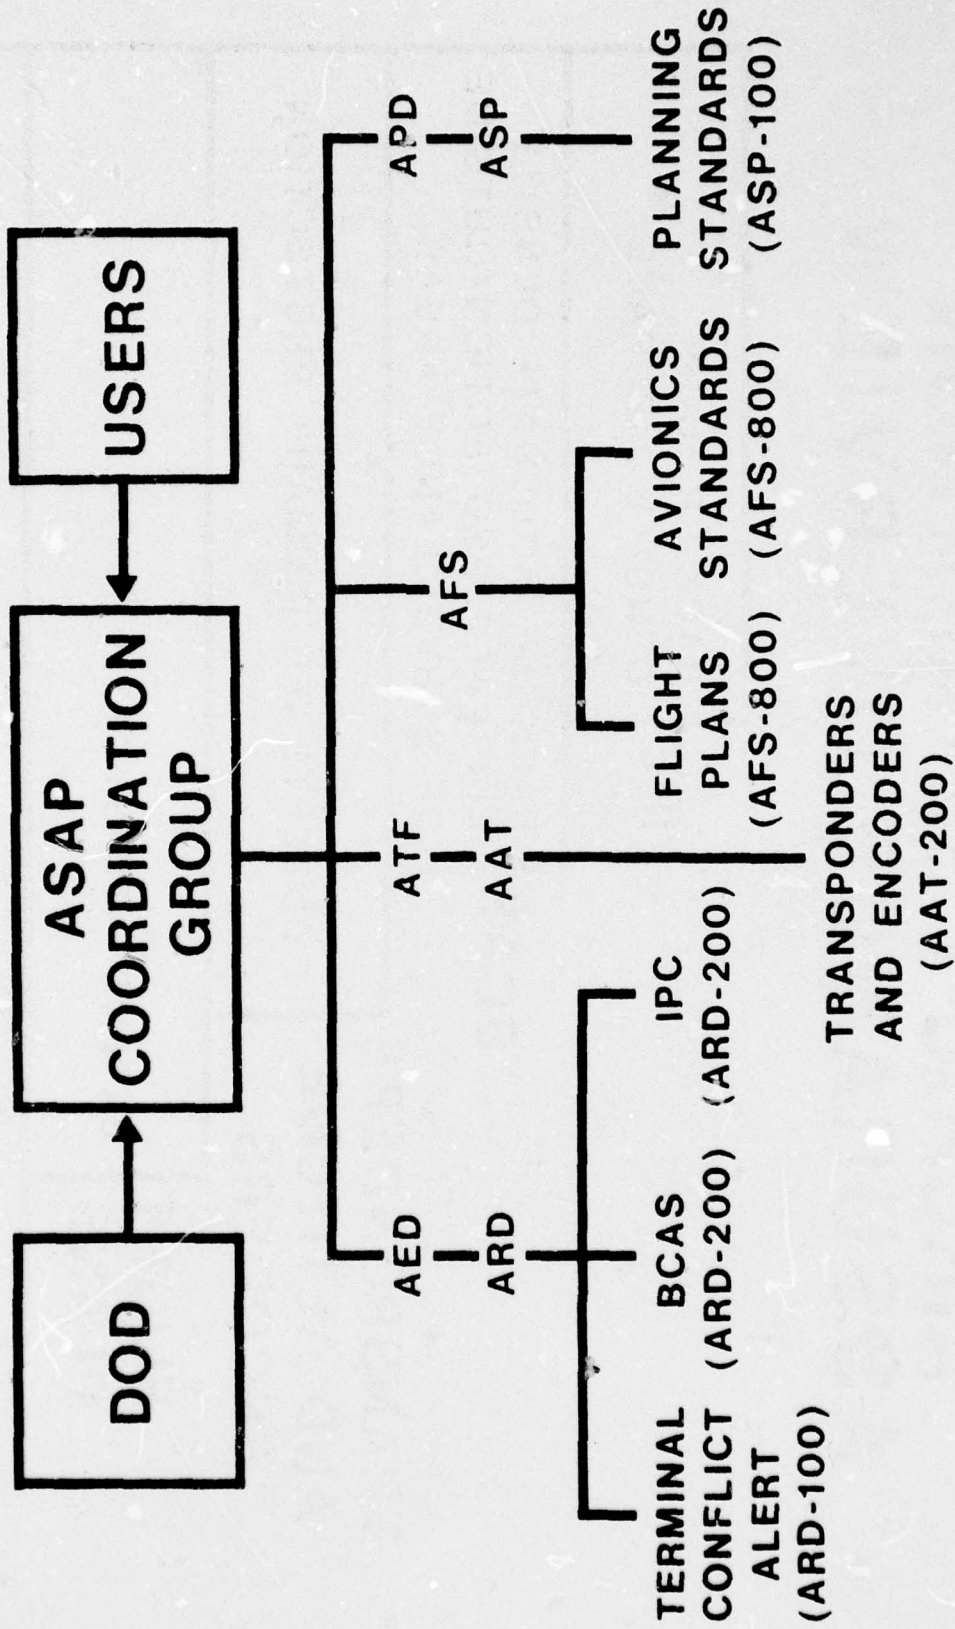 DOD
ASAP
COORDINATION
GROUP
USERS
AED
ARD
ATF
AAT
AFS
APD
ASP
TERMINAL
CONFLICT
ALERT
(ARD-100)
BCAS
(ARD-200)
IPC
(ARD-200)
TRANSPONDERS
AND ENCODERS
(AAT-200)
FLIGHT
PLANS
(AFS-800)
AVIONICS
STANDARDS
(AFS-800)
PLANNING
STANDARDS
(ASP-100)